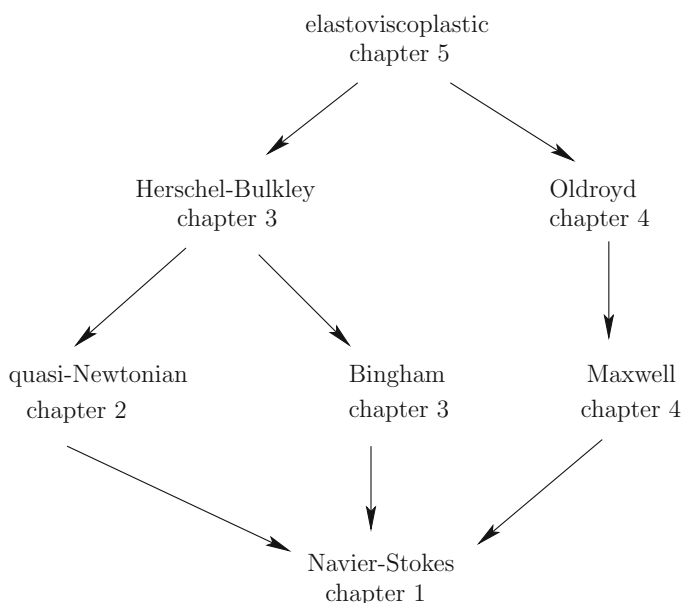 elastoviscoplastic
chapter 5
Herschel-Bulkley
chapter 3
Oldroyd
chapter 4
quasi-Newtonian
chapter 2
Bingham
chapter 3
Maxwell
chapter 4
Navier-Stokes
chapter 1